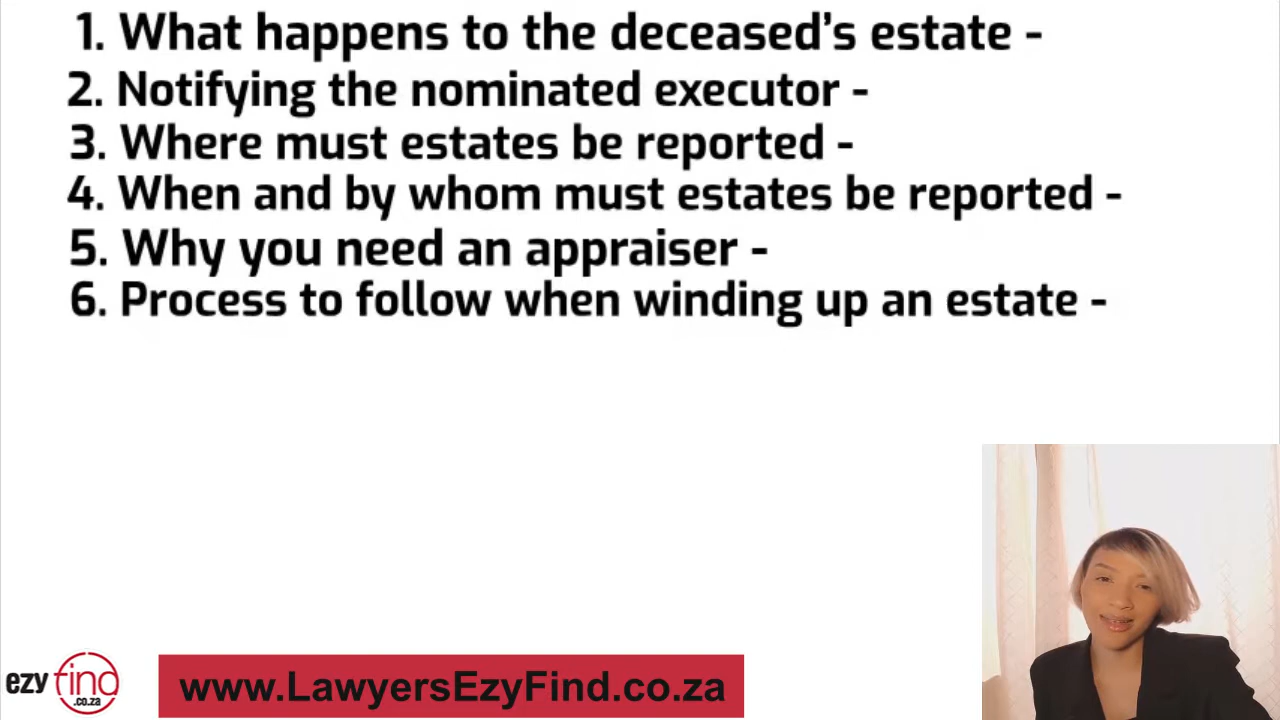 1. What happens to the deceased’s estate -
2. Notifying the nominated executor -
3. Where must estates be reported -
4. When and by whom must estates be reported -
5. Why you need an appraiser -
6. Process to follow when winding up an estate -
ezy find
.co.za
www.LawyersEzyFind.co.za